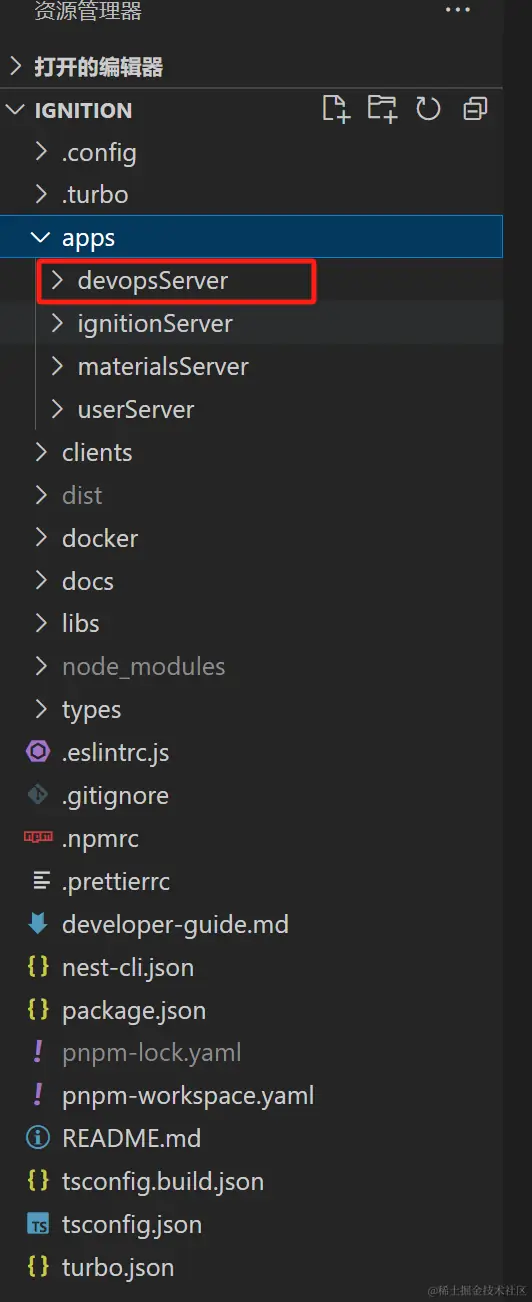 资源管理器
打开的编辑器
IGNITION
.config
.turbo
apps
devopsServer
ignitionServer
materialsServer
userServer
clients
dist
docker
docs
libs
node_modules
types
.eslintrc.js
.gitignore
.npmrc
.prettierrc
developer-guide.md
nest-cli.json
package.json
pnpm-lock.yaml
pnpm-workspace.yaml
README.md
tsconfig.build.json
TS tsconfig.json
turbo.json
@稀土掘金技术社区